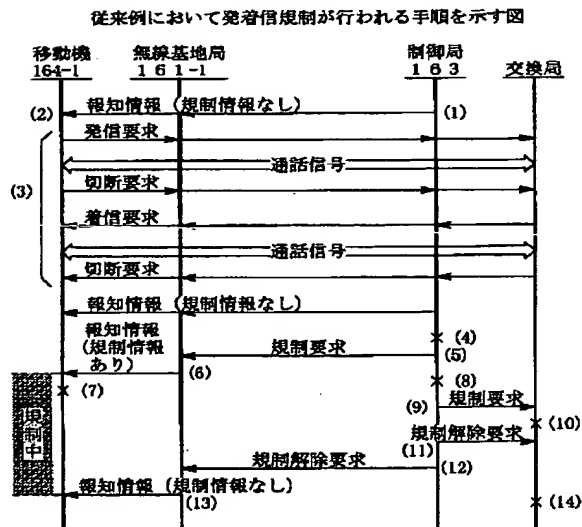 従来例において発着信規制が行われる手順を示す図
移動機
164-1
無線基地局
161-1
制御局
163
交換局
(2)
報知情報（規制情報なし）
(1)
発信要求
通話信号
(3)
切断要求
着信要求
通話信号
切断要求
報知情報（規制情報なし）
報知情報
(規制情報
あり)
(4)
規制要求
(5)
(6)
(7)
(8)
(9)
規制要求
(10)
規制中
規制解除要求
(11)
規制解除要求
(12)
報知情報（規制情報なし）
(13)
(14)